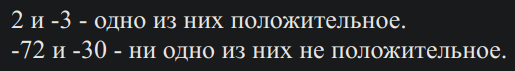 2 и -3 - одно из них положительное.
-72 и -30 - ни одно из них не положительное.